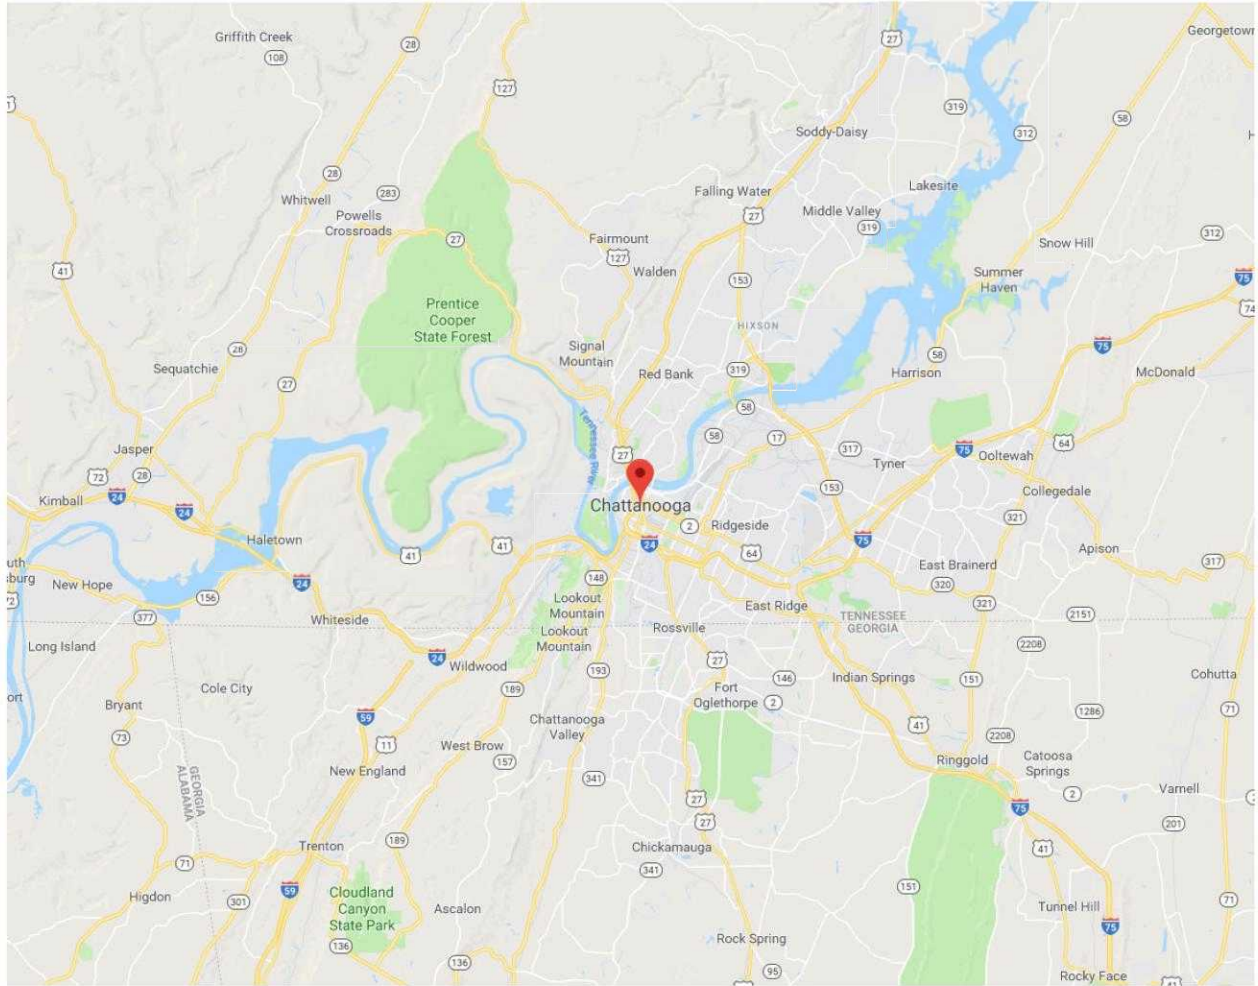 Griffith Creek
108
28
127
27
Georgetown
319
58
312
Soddy-Daisy
28
Whitwell
283
Falling Water
Lakesite
Powells
Crossroads
27
Middle Valley
319
27
Fairmount
127
Walden
Snow Hill
312
41
153
Summer
Haven
75
74
Prentice
Cooper
State Forest
HIXSON
28
Signal
Mountain
58
75
Sequatchie
27
Red Bank
319
Harrison
McDonald
58
Tennessee River
58
17
317
64
Jasper
27
75
Ooltewah
72
28
Tyner
Kimball
24
24
153
Collegedale
Chattanooga
2
Ridgeside
321
Haletown
41
41
24
64
75
Apison
New Hope
24
148
East Brainerd
317
72
156
320
377
Lookout
Mountain
East Ridge
321
2151
Whiteside
TENNESSEE
GEORGIA
Long Island
Lookout
Mountain
Rossville
2208
24
Wildwood
193
27
146
Indian Springs
151
Cohutta
Cole City
189
Fort
Oglethorpe
2
Bryant
59
Chattanooga
Valley
41
1286
71
73
11
West Brow
157
2208
GEORGIA
ALABAMA
New England
341
Ringgold
Catoosa
Springs
2
Varnell
27
75
27
201
Trenton
189
Chickamauga
41
71
341
59
Cloudland
Canyon
State Park
151
Higdon
301
Ascalon
Tunnel Hill
71
75
136
Rock Spring
136
95
Rocky Face
41